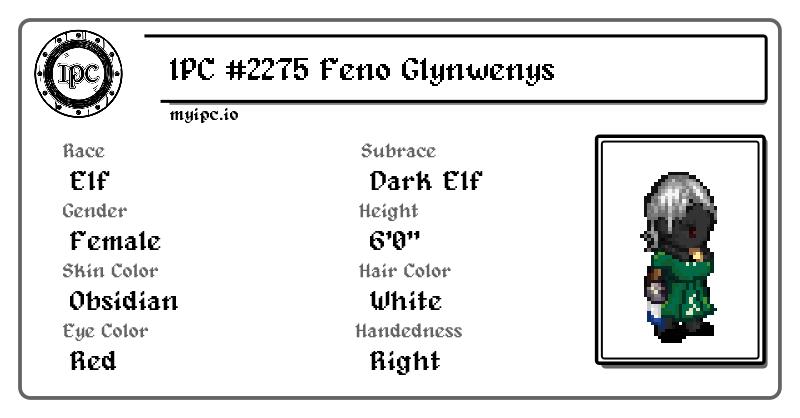 IPC
IPC #2275 Feno Glynwenys
myipc.io
Race
Elf
Subrace
Dark Elf
Gender
Female
Height
6'0"
Skin Color
Obsidian
Hair Color
White
Eye Color
Red
Handedness
Right